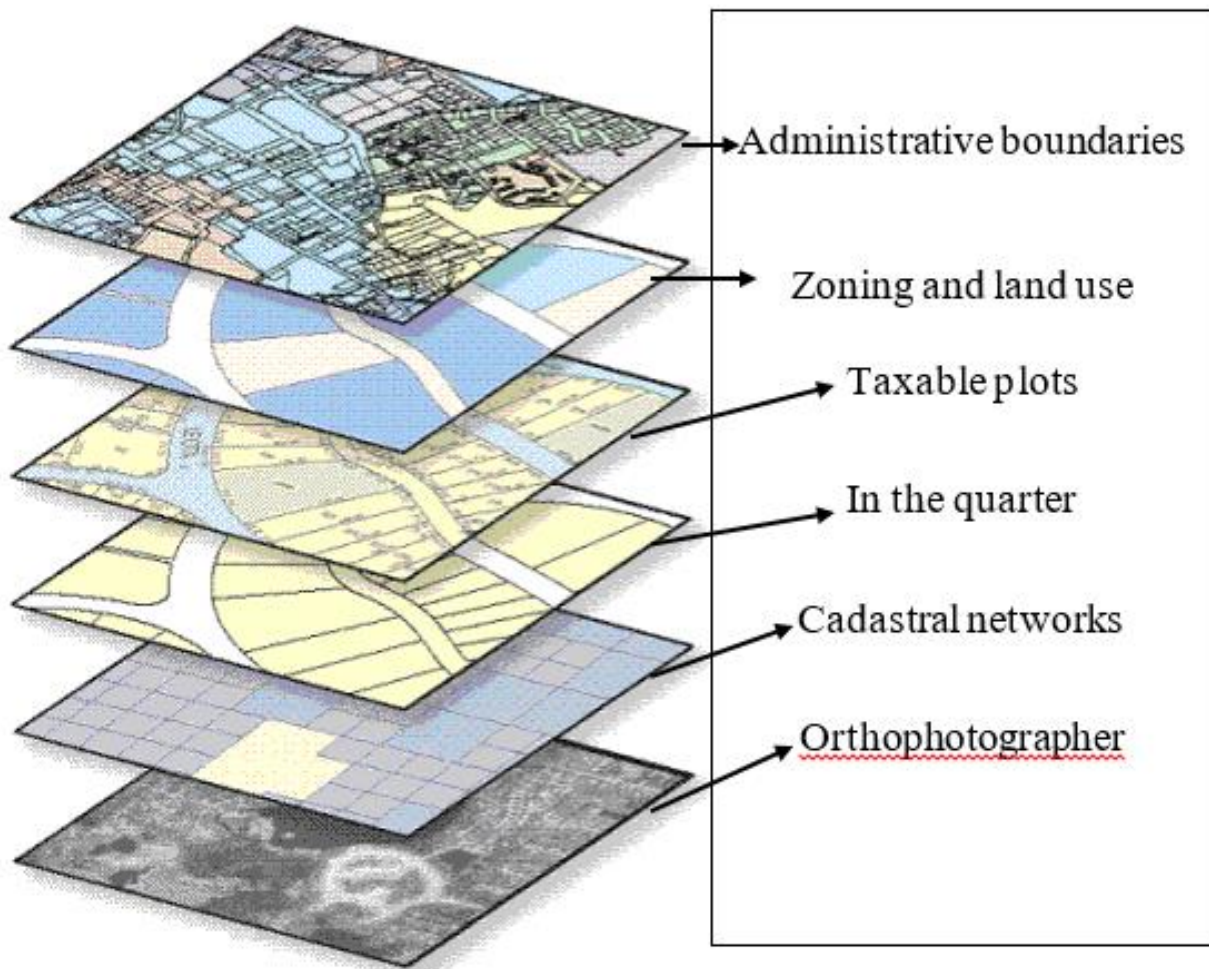 Administrative boundaries
Zoning and land use
Taxable plots
In the quarter
Cadastral networks
Orthophotographer